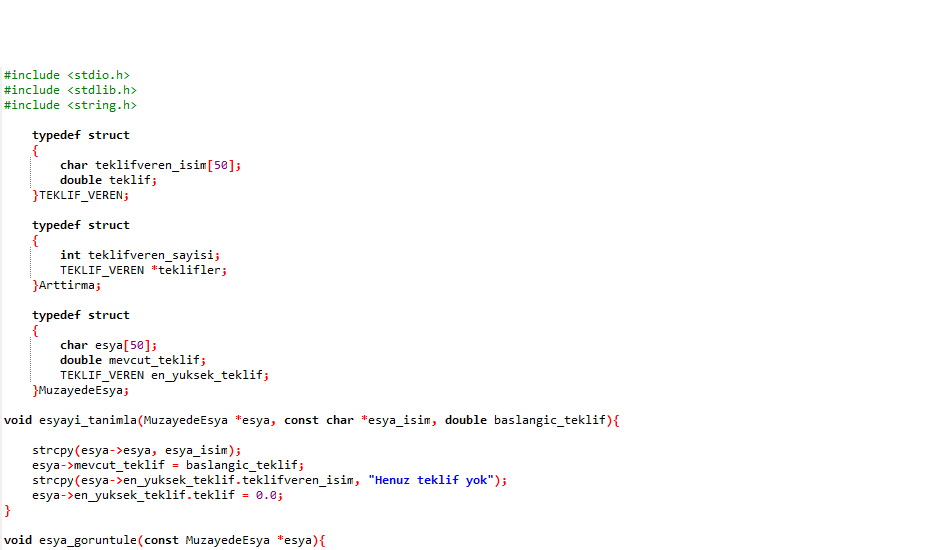 #include <stdio.h>
#include <stdlib.h>
#include <string.h>
typedef struct
{
char teklifveren_isim[50];
double teklif;
}TEKLIF_VEREN;
typedef struct
{
int teklifveren_sayisi;
TEKLIF_VEREN *teklifler;
}Arttirma;
typedef struct
{
char esya[50];
double mevcut_teklif;
TEKLIF_VEREN en_yuksek_teklif;
}MuzayedeEsya;
void esyayi_tanimla(MuzayedeEsya *esya, const char *esya_isim, double baslangic_teklif){
strcpy(esya->esya, esya_isim);
esya->mevcut_teklif = baslangic_teklif;
strcpy(esya->en_yuksek_teklif.teklifveren_isim, "Henuz teklif yok");
esya->en_yuksek_teklif.teklif = 0.0;
}
void esya_goruntule(const MuzayedeEsya *esya){